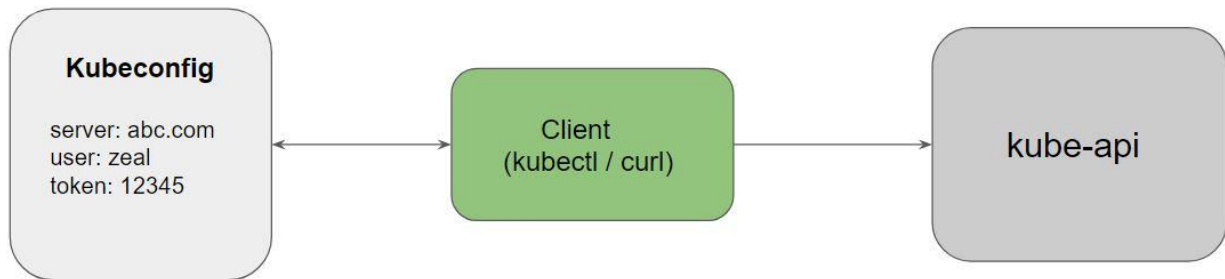 Kubeconfig
server: abc.com
user: zeal
token: 12345
Client
(kubectl / curl)
kube-api